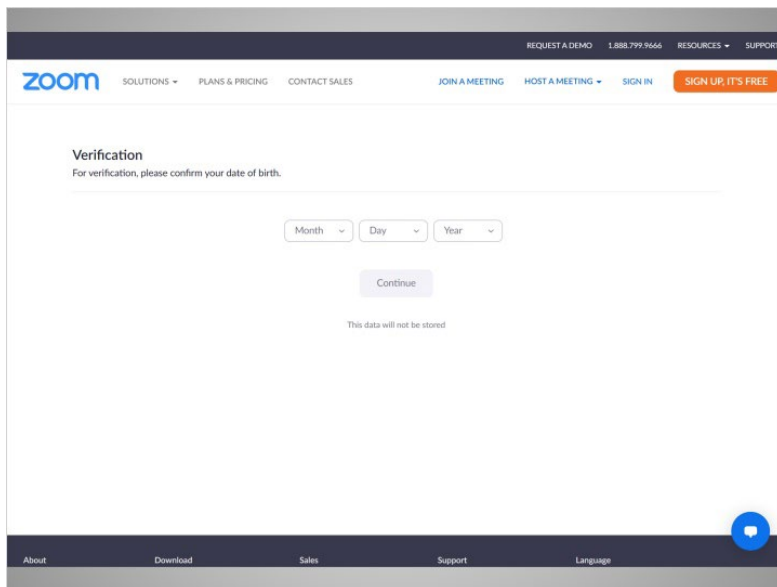 REQUEST A DEMO 1.888.799.9666 RESOURCES SUPPORT
zoom SOLUTIONS PLANS & PRICING CONTACT SALES JOIN A MEETING HOST A MEETING SIGN IN SIGN UP, IT'S FREE
Verification
For verification, please confirm your date of birth.
Month Day Year
Continue
This data will not be stored
About Download Sales Support Language